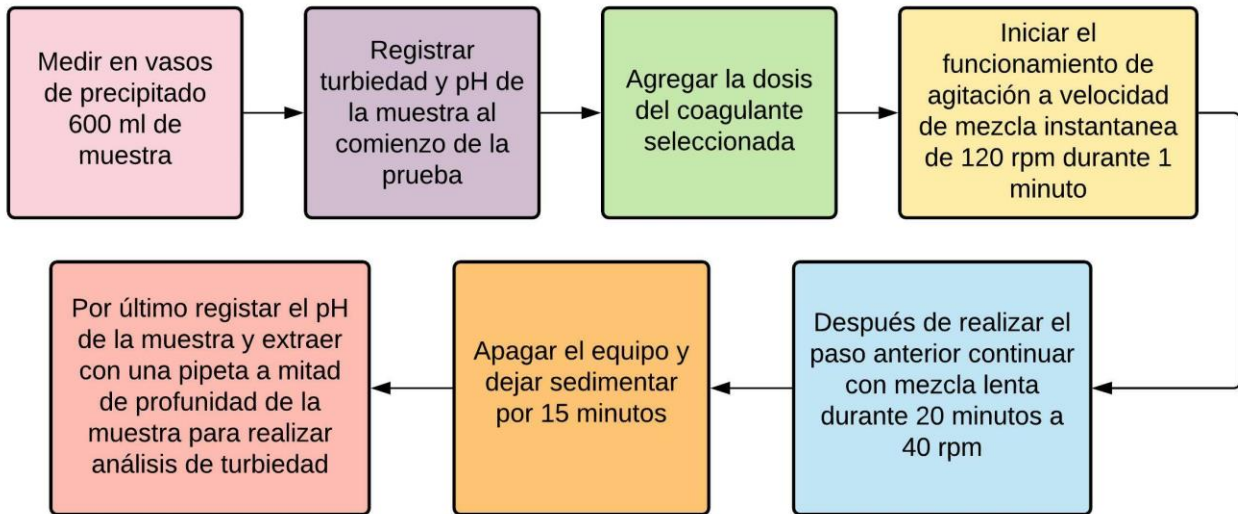 Medir en vasos
de precipitado
600 ml de
muestra
Registrar
turbiedad y pH de
la muestra al
comienzo de la
prueba
Agregar la dosis
del coagulante
seleccionada
Iniciar el
funcionamiento de
agitación a velocidad
de mezcla instantanea
de 120 rpm durante 1
minuto
Después de realizar el
paso anterior continuar
con mezcla lenta
durante 20 minutos a
40 rpm
Apagar el equipo y
dejar sedimentar
por 15 minutos
Por último registar el pH
de la muestra y extraer
con una pipeta a mitad
de profunidad de la
muestra para realizar
análisis de turbiedad